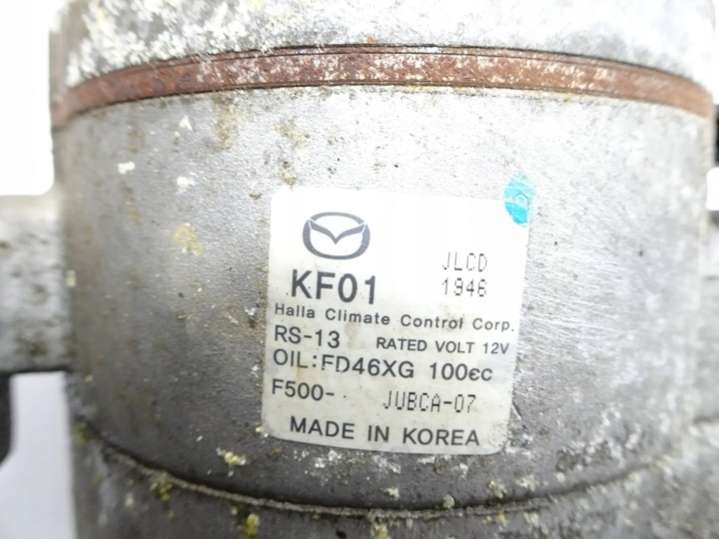 JLCD
KF01 1946
Halla Climate Control Corp.
RS-13 RATED VOLT 12V
OIL:FD46XG 100cc
F500- JUBCA-07
MADE IN KOREA